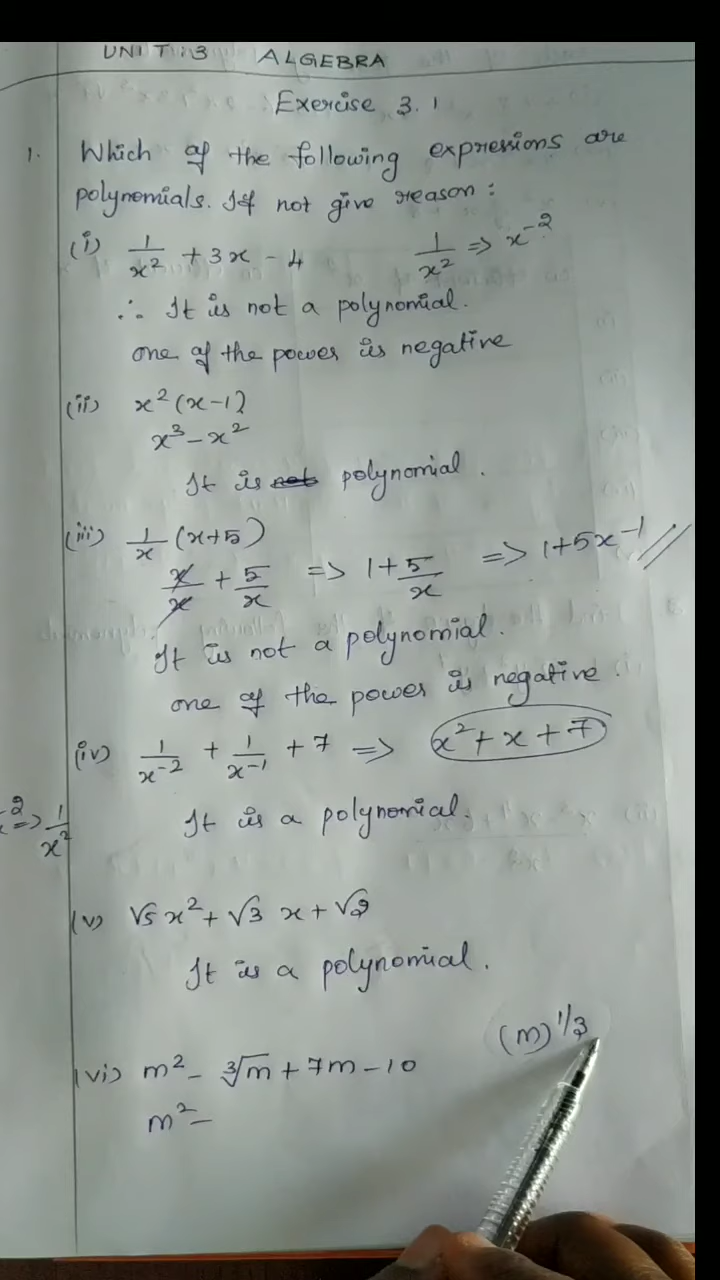 UNIT: 3 ALGEBRA
Exercise 3.1
1. Which of the following expressions are
polynomials. If not give reason:
(i) 1/x² + 3x - 4 1/x² => x⁻²
∴ It is not a polynomial.
one of the power is negative
(ii) x²(x-1)
x³ - x²
It is not polynomial.
(iii) 1/x (x+5)
x/x + 5/x => 1 + 5/x => 1+5x⁻¹//
It is not a polynomial.
one of the power is negative.
(iv) 1/x⁻² + 1/x⁻¹ + 7 => x² + x + 7
It is a polynomial.
⁻² => 1/x²
(v) √5 x² + √3 x + √2
It is a polynomial.
(m)^1/3
(vi) m² - ∛m + 7m - 10
m² -